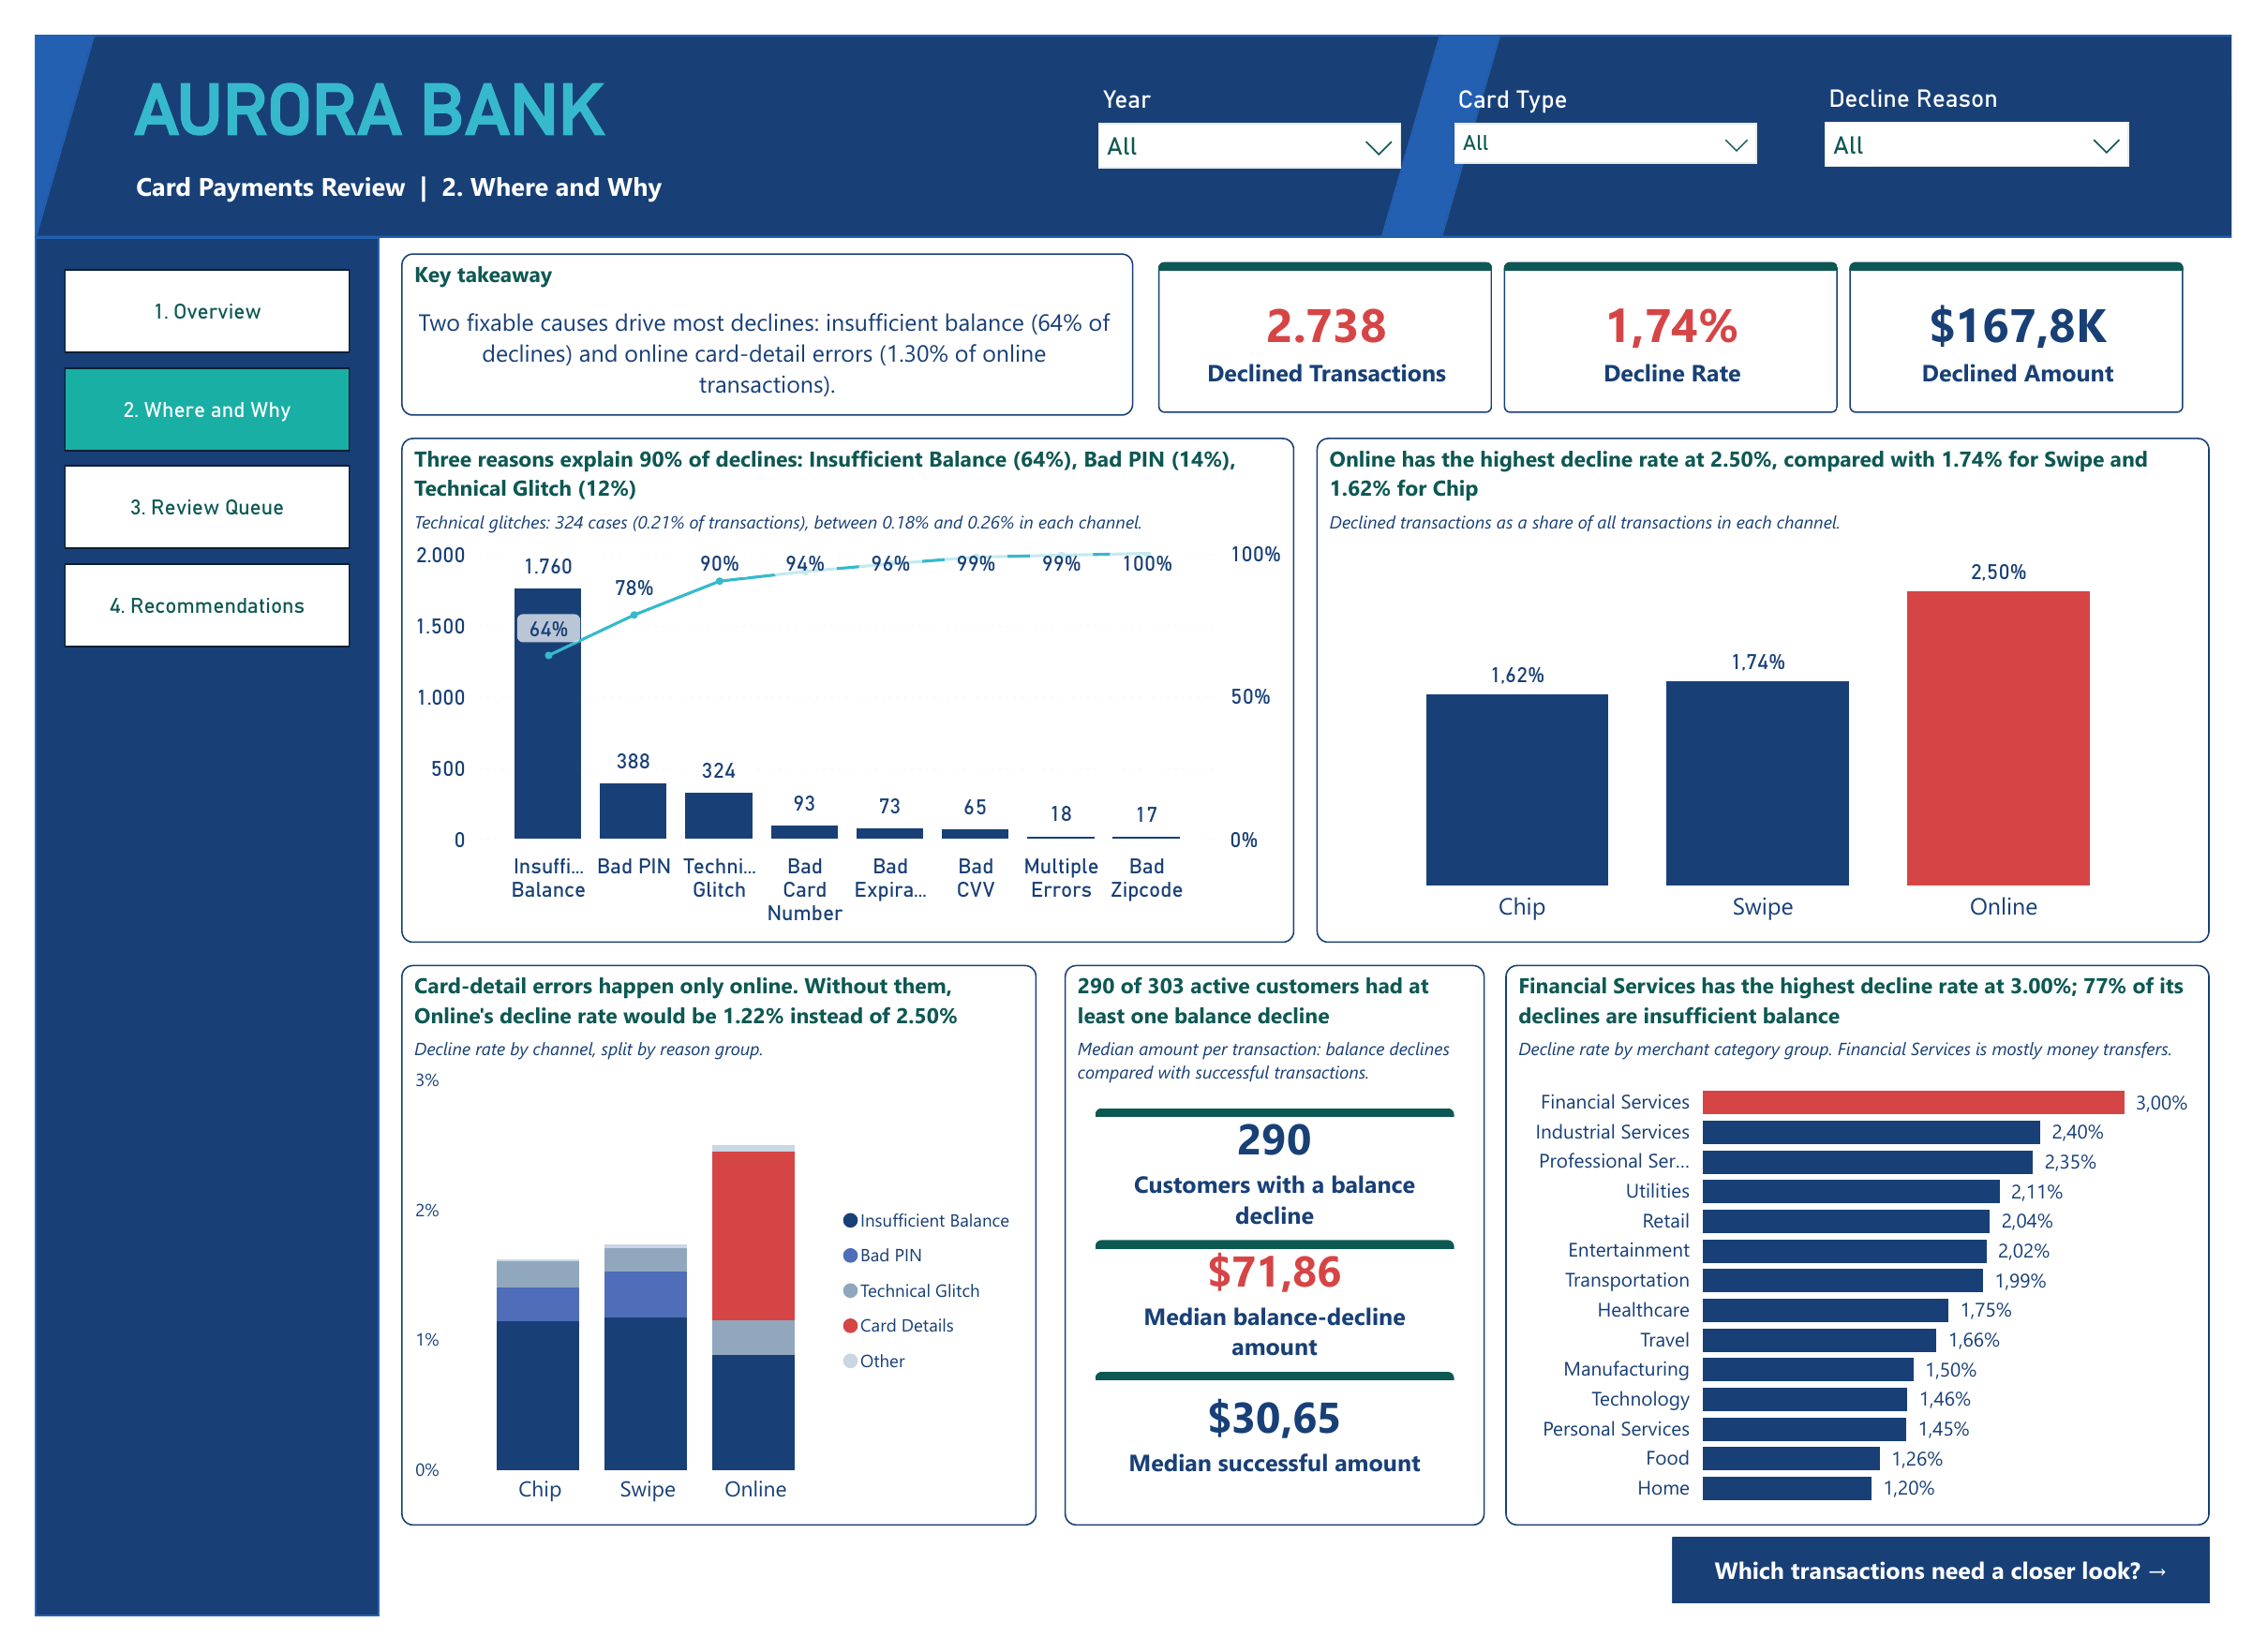 AURORA BANK
Card Payments Review | 2. Where and Why
Year
All
Card Type
All
Decline Reason
All
1. Overview
2. Where and Why
3. Review Queue
4. Recommendations
Key takeaway
Two fixable causes drive most declines: insufficient balance (64% of
declines) and online card-detail errors (1.30% of online
transactions).
2.738
Declined Transactions
1,74%
Decline Rate
$167,8K
Declined Amount
Three reasons explain 90% of declines: Insufficient Balance (64%), Bad PIN (14%),
Technical Glitch (12%)
Technical glitches: 324 cases (0.21% of transactions), between 0.18% and 0.26% in each channel.
2.000
1.500
1.000
500
0
1.760
388
324
93
73
65
18
17
64%
78%
90%
94%
96%
99%
99%
100%
100%
50%
0%
Insuffi...
Balance
Bad PIN
Techni...
Glitch
Bad
Card
Number
Bad
Expira...
Bad
CVV
Multiple
Errors
Bad
Zipcode
Online has the highest decline rate at 2.50%, compared with 1.74% for Swipe and
1.62% for Chip
Declined transactions as a share of all transactions in each channel.
1,62%
1,74%
2,50%
Chip
Swipe
Online
Card-detail errors happen only online. Without them,
Online's decline rate would be 1.22% instead of 2.50%
Decline rate by channel, split by reason group.
3%
2%
1%
0%
Chip
Swipe
Online
Insufficient Balance
Bad PIN
Technical Glitch
Card Details
Other
290 of 303 active customers had at
least one balance decline
Median amount per transaction: balance declines
compared with successful transactions.
290
Customers with a balance
decline
$71,86
Median balance-decline
amount
$30,65
Median successful amount
Financial Services has the highest decline rate at 3.00%; 77% of its
declines are insufficient balance
Decline rate by merchant category group. Financial Services is mostly money transfers.
Financial Services 3,00%
Industrial Services 2,40%
Professional Ser... 2,35%
Utilities 2,11%
Retail 2,04%
Entertainment 2,02%
Transportation 1,99%
Healthcare 1,75%
Travel 1,66%
Manufacturing 1,50%
Technology 1,46%
Personal Services 1,45%
Food 1,26%
Home 1,20%
Which transactions need a closer look? →